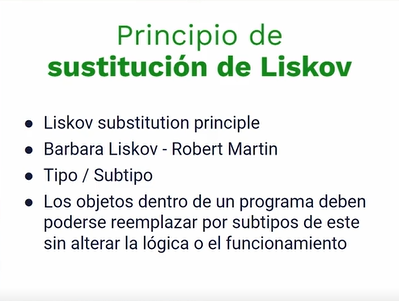 Principio de
sustitución de Liskov
● Liskov substitution principle
● Barbara Liskov - Robert Martin
● Tipo / Subtipo
● Los objetos dentro de un programa deben
poderse reemplazar por subtipos de este
sin alterar la lógica o el funcionamiento